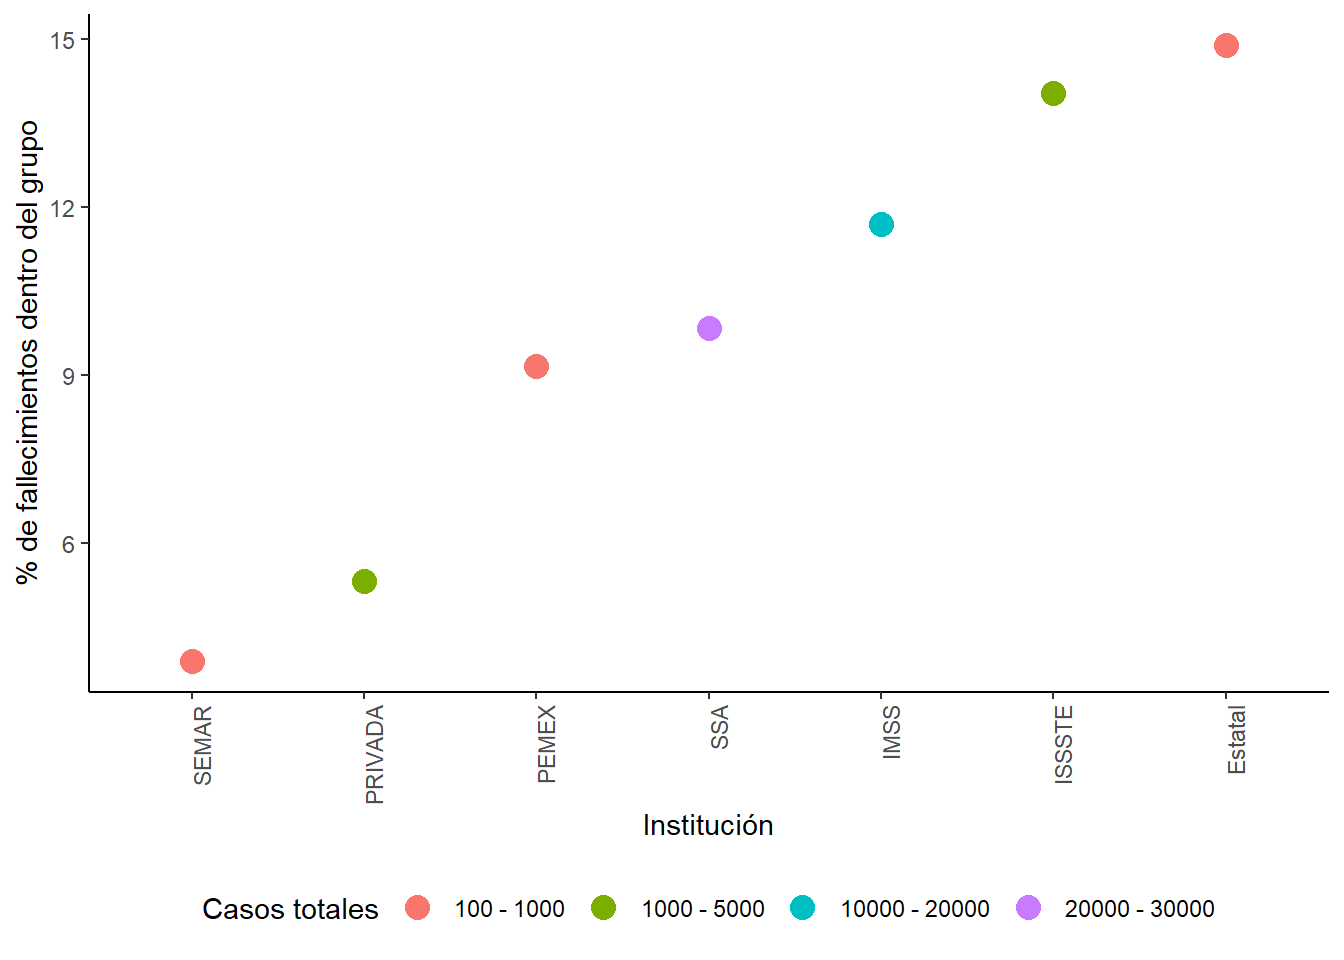 % de fallecimientos dentro del grupo
15
12
9
6
SEMAR
PRIVADA
PEMEX
SSA
IMSS
ISSSTE
Estatal
Institución
Casos totales 100 - 1000 1000 - 5000 10000 - 20000 20000 - 30000